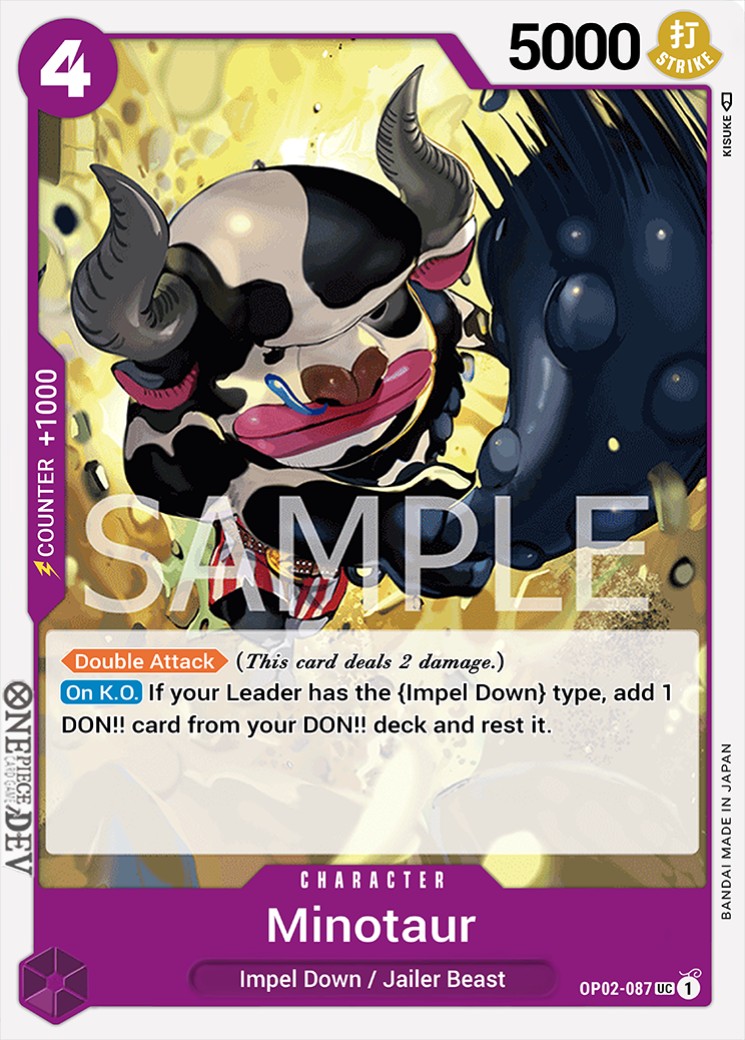 4
5000
打
STRIKE
KISUKE
COUNTER +1000
SAMPLE
Double Attack (This card deals 2 damage.)
On K.O. If your Leader has the {Impel Down} type, add 1
DON!! card from your DON!! deck and rest it.
ONE PIECE.DEV
CARD GAME
BANDAI MADE IN JAPAN
CHARACTER
Minotaur
Impel Down / Jailer Beast
OP02-087 UC 1